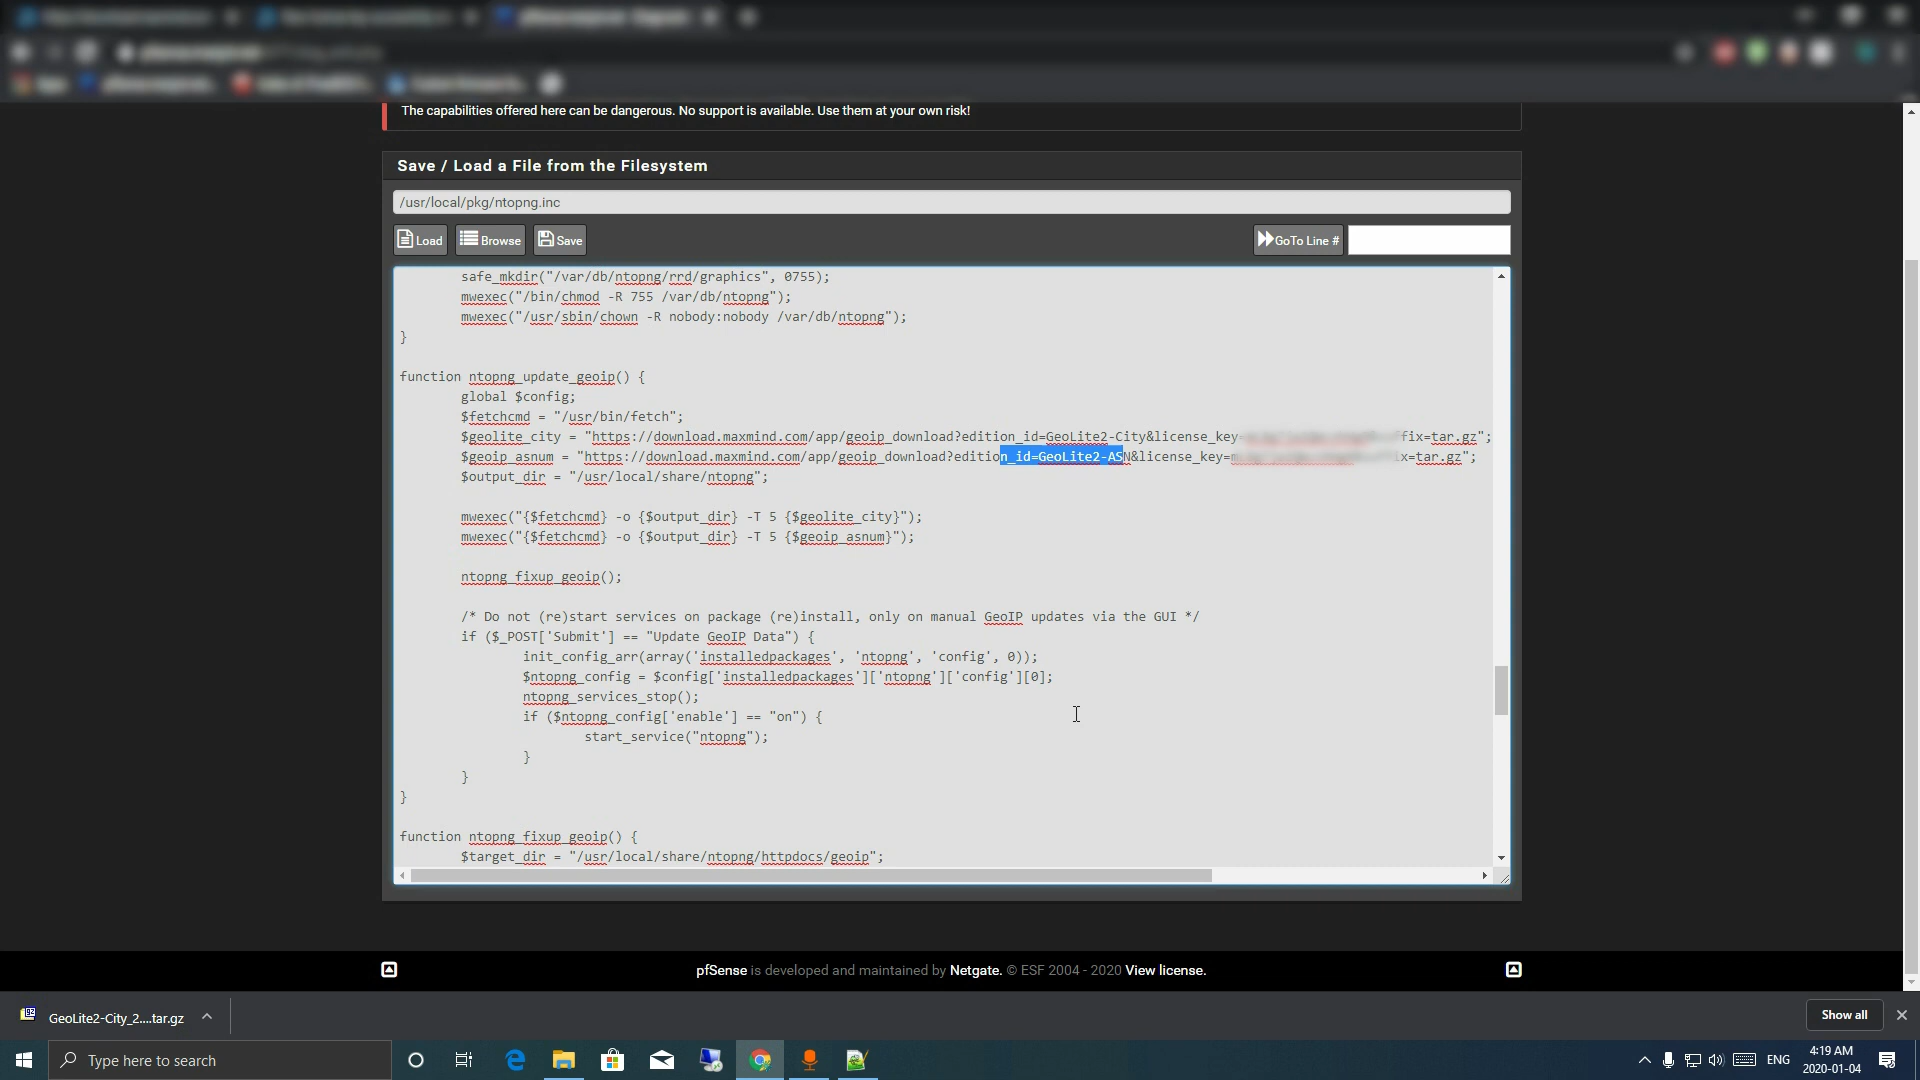 The capabilities offered here can be dangerous. No support is available. Use them at your own risk!
Save / Load a File from the Filesystem
/usr/local/pkg/ntopng.inc
Load
Browse
Save
GoTo Line #
safe_mkdir("/var/db/ntopng/rrd/graphics", 0755);
mwexec("/bin/chmod -R 755 /var/db/ntopng");
mwexec("/usr/sbin/chown -R nobody:nobody /var/db/ntopng");
}
function ntopng_update_geoip() {
global $config;
$fetchcmd = "/usr/bin/fetch";
$geolite_city = "https://download.maxmind.com/app/geoip_download?edition_id=GeoLite2-City&license_key= ffix=tar.gz";
$geoip_asnum = "https://download.maxmind.com/app/geoip_download?edition_id=GeoLite2-ASN&license_key= ix=tar.gz";
$output_dir = "/usr/local/share/ntopng";
mwexec("{$fetchcmd} -o {$output_dir} -T 5 {$geolite_city}");
mwexec("{$fetchcmd} -o {$output_dir} -T 5 {$geoip_asnum}");
ntopng_fixup_geoip();
/* Do not (re)start services on package (re)install, only on manual GeoIP updates via the GUI */
if ($_POST['Submit'] == "Update GeoIP Data") {
init_config_arr(array('installedpackages', 'ntopng', 'config', 0));
$ntopng_config = $config['installedpackages']['ntopng']['config'][0];
ntopng_services_stop();
if ($ntopng_config['enable'] == "on") {
start_service("ntopng");
}
}
}
function ntopng_fixup_geoip() {
$target_dir = "/usr/local/share/ntopng/httpdocs/geoip";
pfSense is developed and maintained by Netgate. © ESF 2004 - 2020 View license.
GeoLite2-City_2....tar.gz
Show all
Type here to search
ENG
4:19 AM
2020-01-04